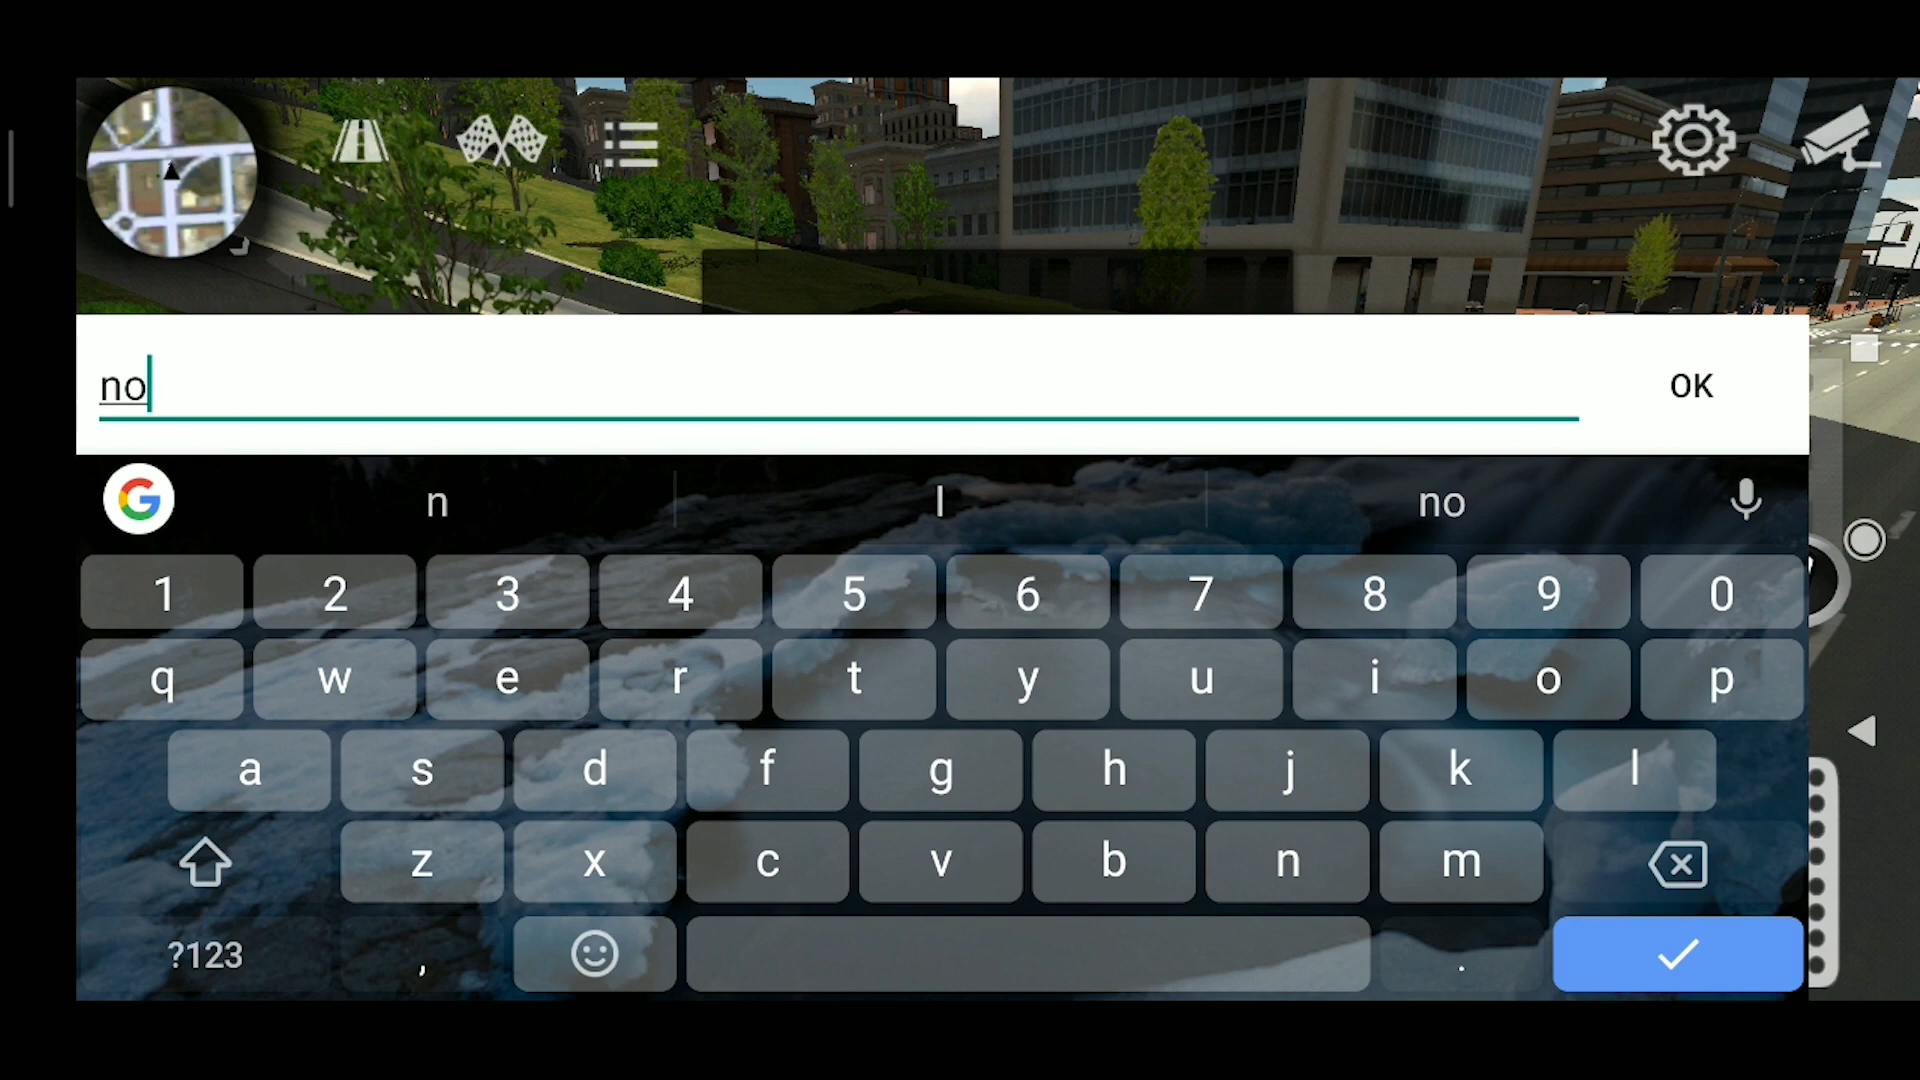 no
OK
n
l
no
1 2 3 4 5 6 7 8 9 0
q w e r t y u i o p
a s d f g h j k l
z x c v b n m
?123 , .